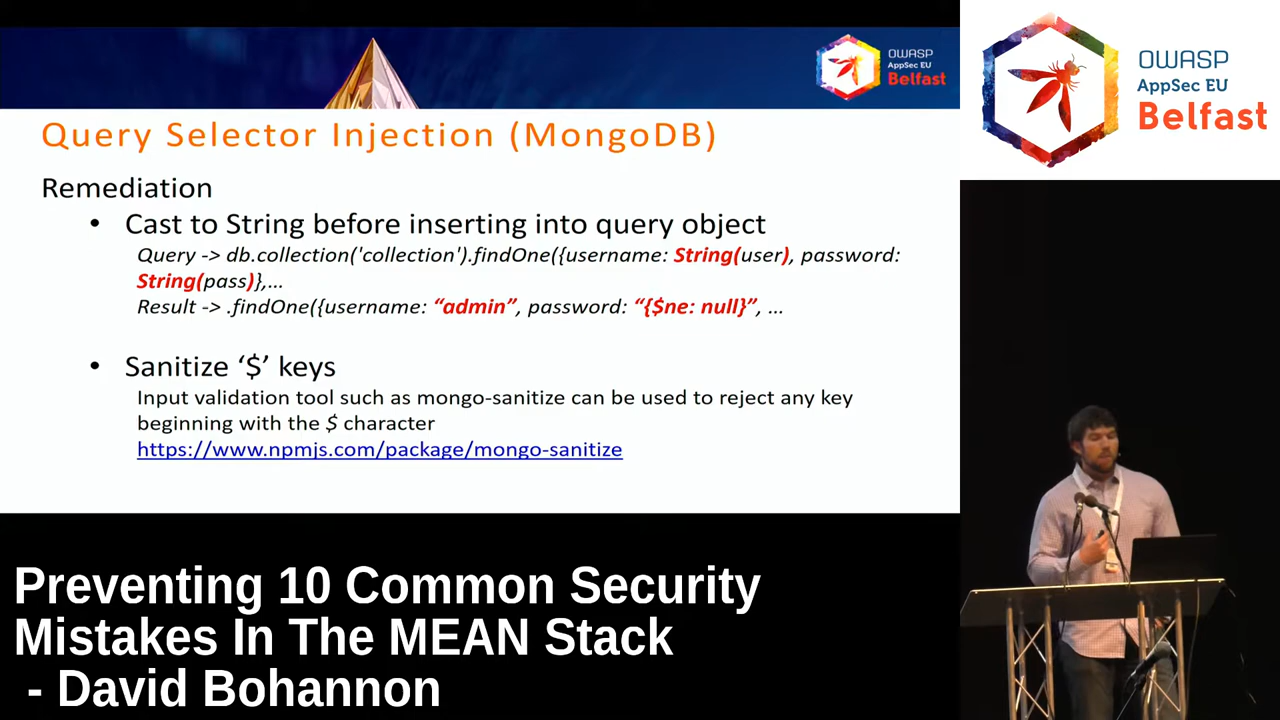 OWASP
AppSec EU
Belfast
OWASP
AppSec EU
Belfast
Query Selector Injection (MongoDB)
Remediation
• Cast to String before inserting into query object
Query -> db.collection('collection').findOne({username: String(user), password:
String(pass)},...
Result -> .findOne({username: “admin”, password: “{$ne: null}”, ...
• Sanitize ‘$’ keys
Input validation tool such as mongo-sanitize can be used to reject any key
beginning with the $ character
https://www.npmjs.com/package/mongo-sanitize
Preventing 10 Common Security
Mistakes In The MEAN Stack
- David Bohannon